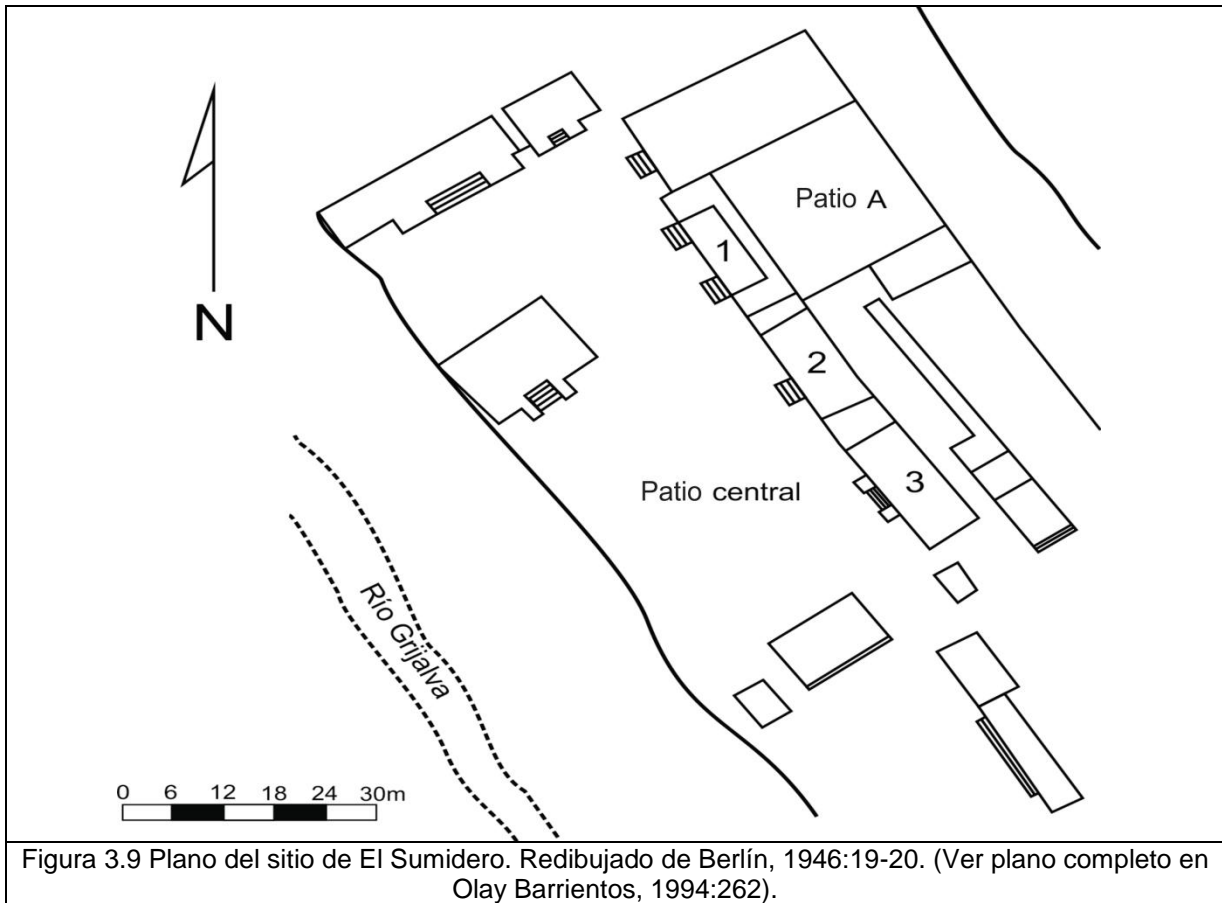 Patio A
N
1
2
3
Patio central
Río Grijalva
0 6 12 18 24 30m
Figura 3.9 Plano del sitio de El Sumidero. Redibujado de Berlín, 1946:19-20. (Ver plano completo en
Olay Barrientos, 1994:262).